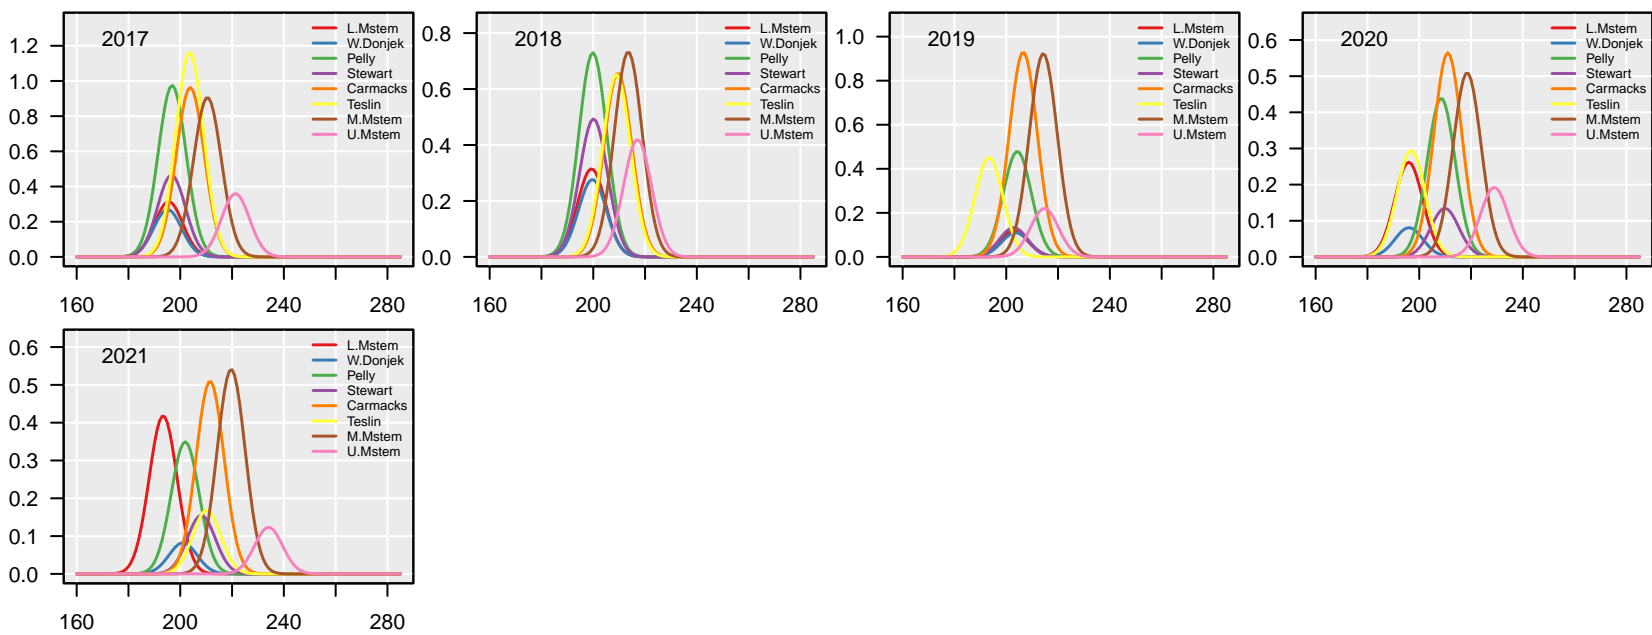 2017
L.Mstem
W.Donjek
Pelly
Stewart
Carmacks
Teslin
M.Mstem
U.Mstem
1.2
1.0
0.8
0.6
0.4
0.2
0.0
160 200 240 280
2018
L.Mstem
W.Donjek
Pelly
Stewart
Carmacks
Teslin
M.Mstem
U.Mstem
0.8
0.6
0.4
0.2
0.0
160 200 240 280
2019
L.Mstem
W.Donjek
Pelly
Stewart
Carmacks
Teslin
M.Mstem
U.Mstem
1.0
0.8
0.6
0.4
0.2
0.0
160 200 240 280
2020
L.Mstem
W.Donjek
Pelly
Stewart
Carmacks
Teslin
M.Mstem
U.Mstem
0.6
0.5
0.4
0.3
0.2
0.1
0.0
160 200 240 280
2021
L.Mstem
W.Donjek
Pelly
Stewart
Carmacks
Teslin
M.Mstem
U.Mstem
0.6
0.5
0.4
0.3
0.2
0.1
0.0
160 200 240 280